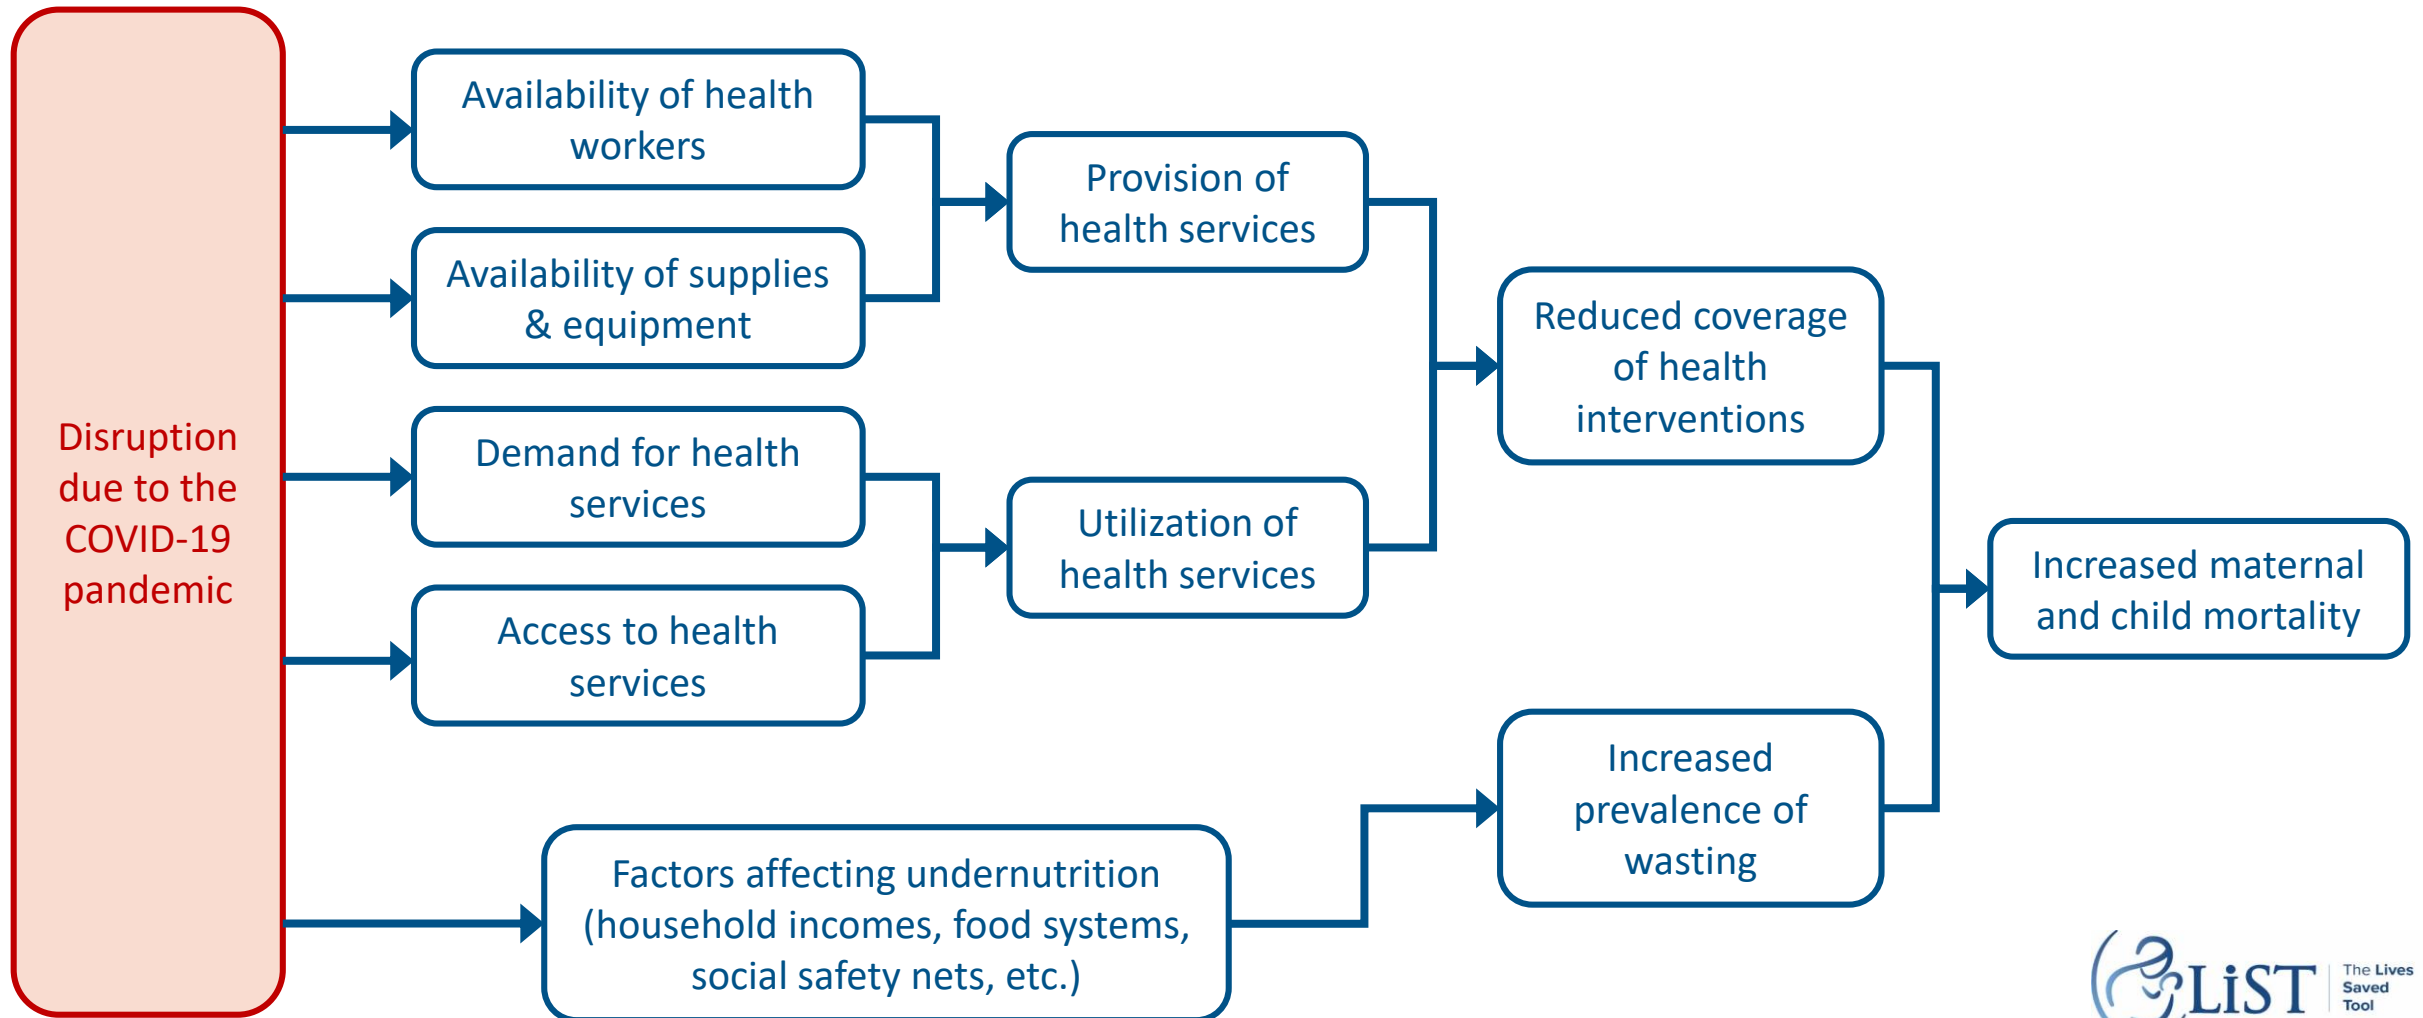 Disruption
due to the
COVID-19
pandemic
Availability of health
workers
Availability of supplies
& equipment
Demand for health
services
Access to health
services
Factors affecting undernutrition
(household incomes, food systems,
social safety nets, etc.)
Provision of
health services
Utilization of
health services
Reduced coverage
of health
interventions
Increased
prevalence of
wasting
Increased maternal
and child mortality
LiST
The Lives
Saved
Tool